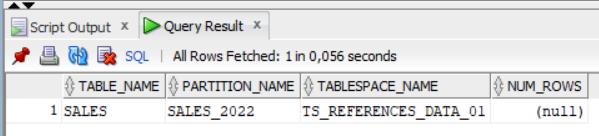 Script Output x Query Result x
SQL | All Rows Fetched: 1 in 0,056 seconds
TABLE_NAME PARTITION_NAME TABLESPACE_NAME NUM_ROWS
1 SALES SALES_2022 TS_REFERENCES_DATA_01 (null)